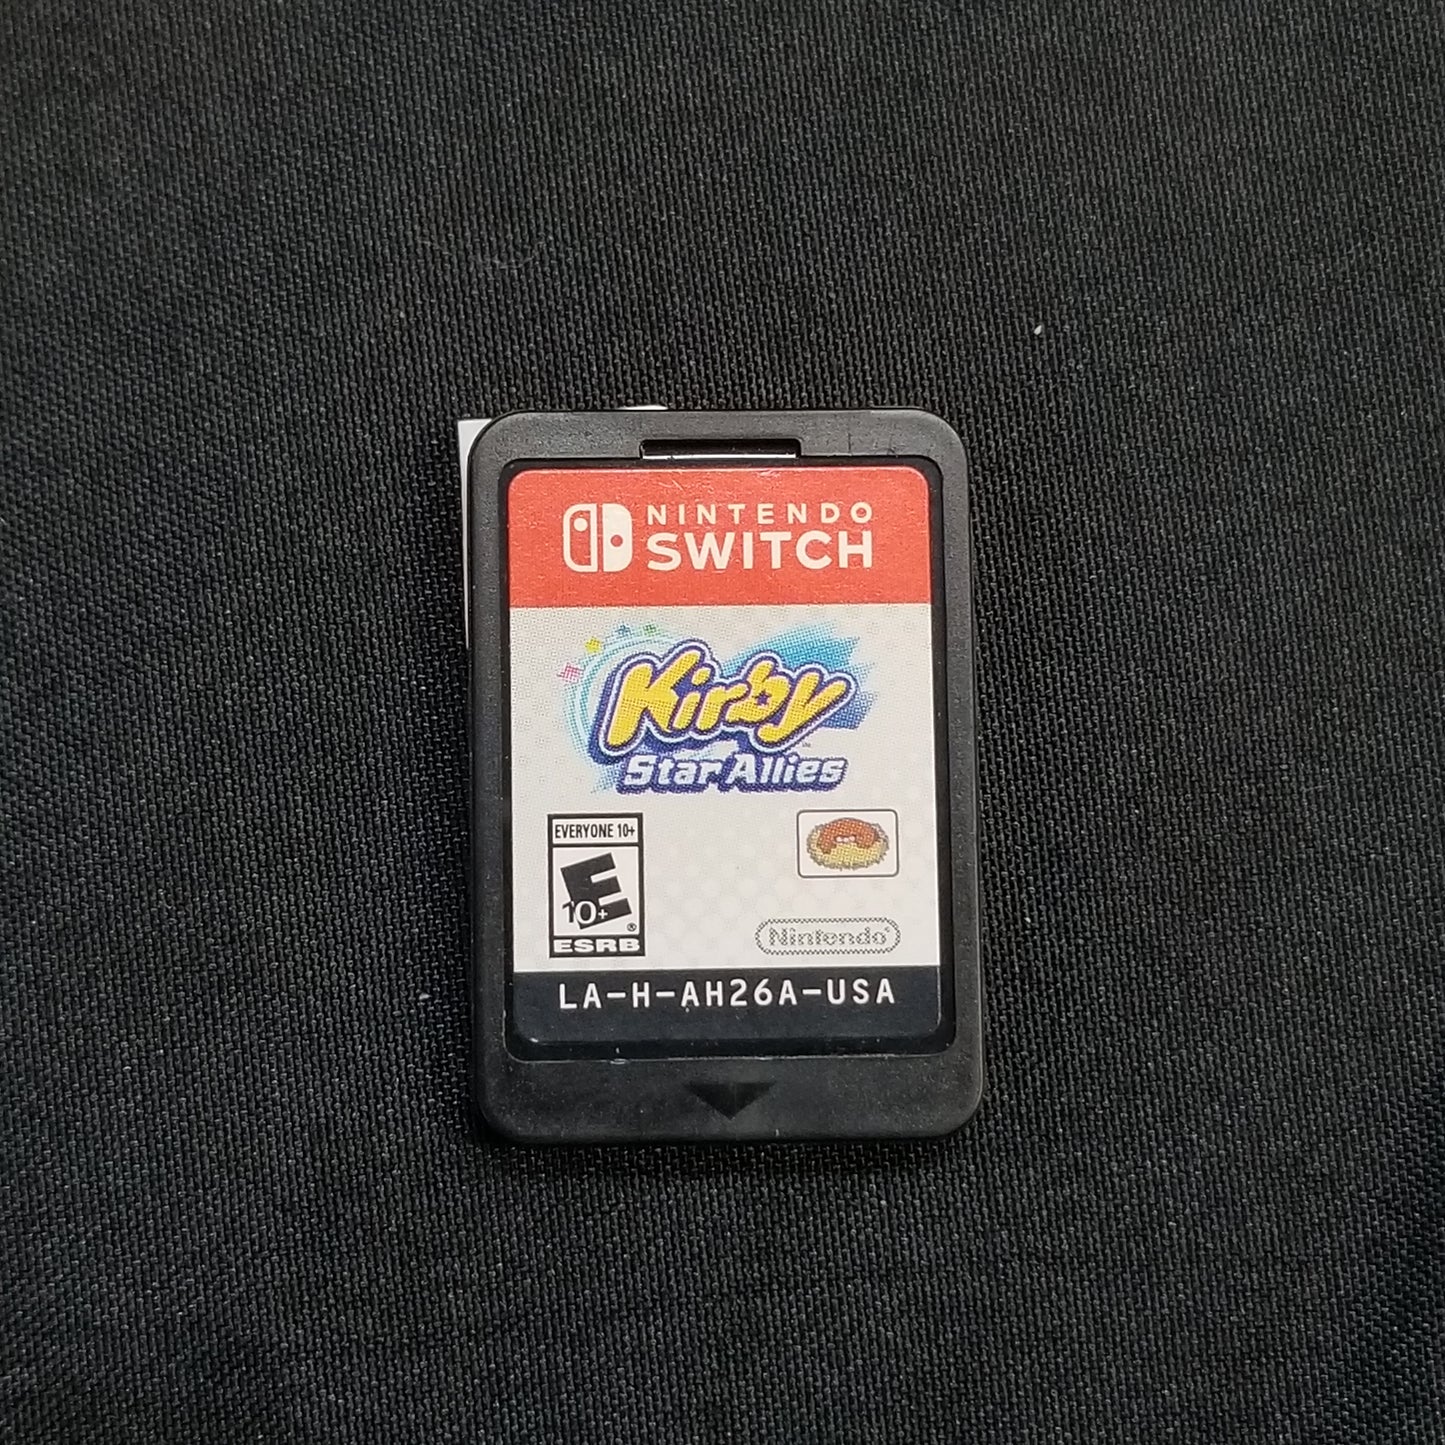 NINTENDO
SWITCH
Kirby
Star Allies
EVERYONE 10+
E
10+
ESRB
Nintendo
LA-H-AH26A-USA